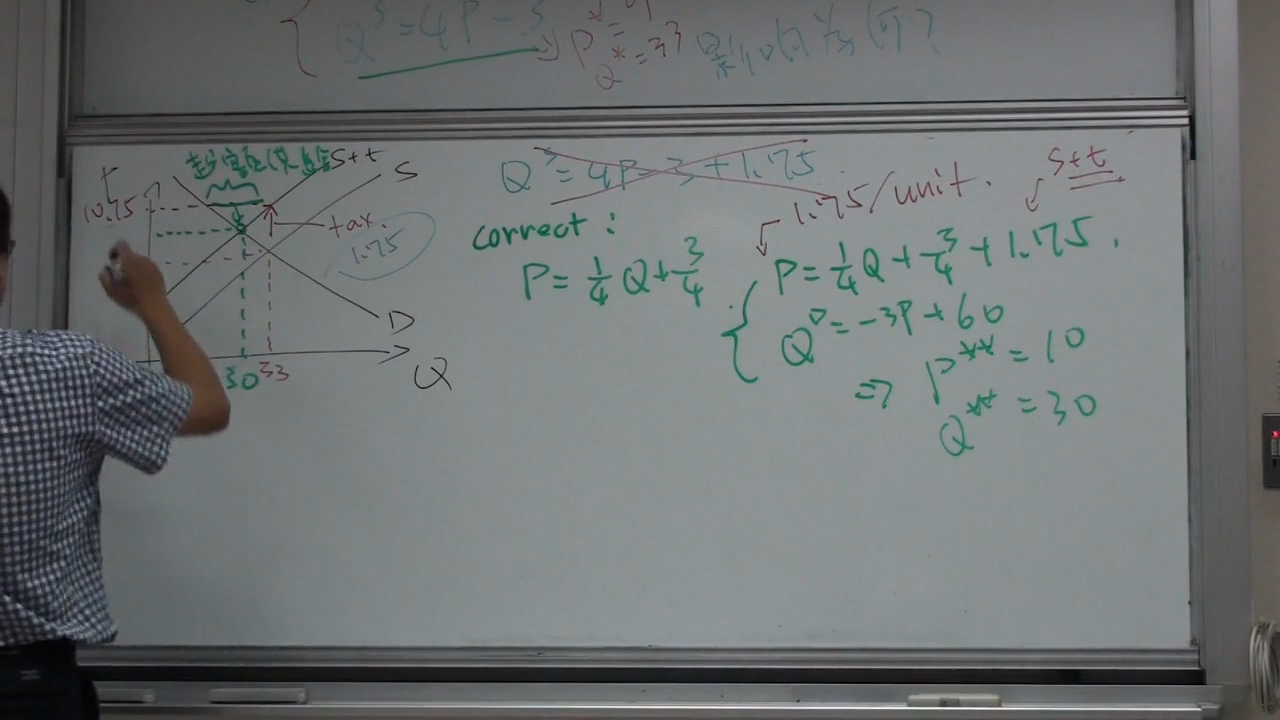 Q^S = 4P - 3
P* = 9
Q* = 33
S+t
S
10.75
tax.
1.75
D
30 33
Q
Q^S = 4P - 3 + 1.75
1.75/unit.
S+t
correct:
P = 1/4 Q + 3/4
P = 1/4 Q + 3/4 + 1.75.
Q^D = -3P + 60
⇒ P** = 10
Q** = 30